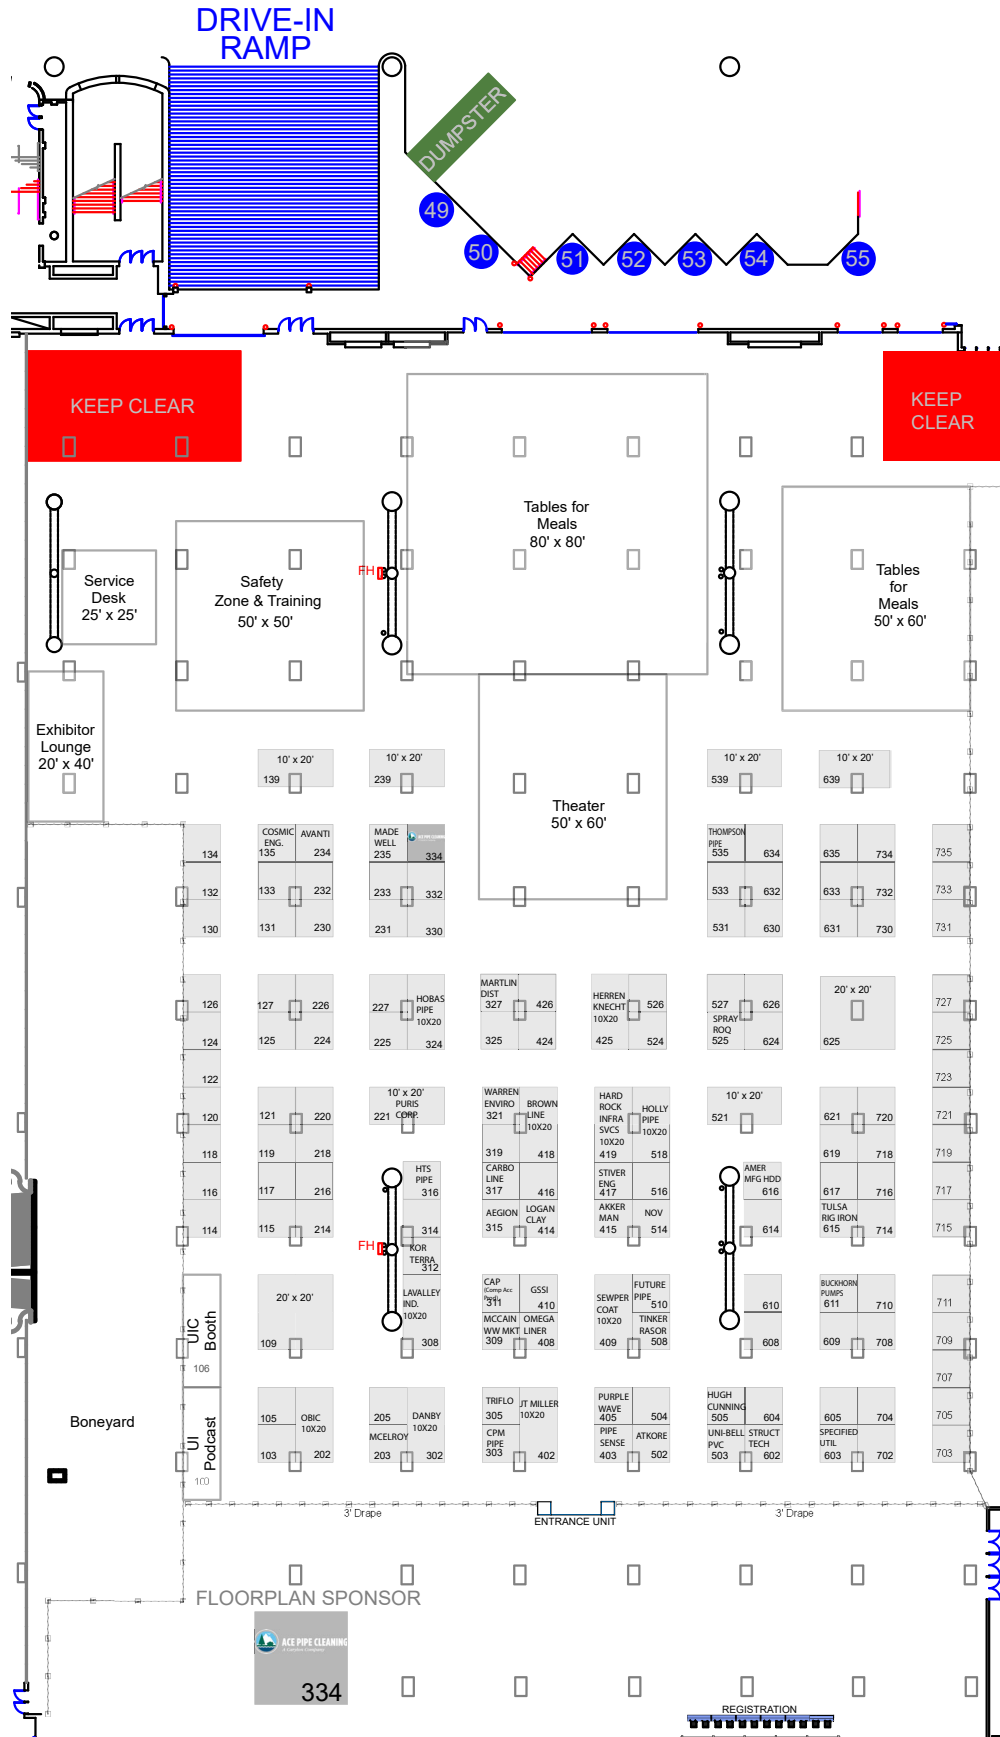 DRIVE-IN
RAMP
DUMPSTER
49
50
51
52
53
54
55
KEEP CLEAR
KEEP
CLEAR
Tables for
Meals
80' x 80'
FH
Service
Desk
25' x 25'
Safety
Zone & Training
50' x 50'
Tables
for
Meals
50' x 60'
Exhibitor
Lounge
20' x 40'
10' x 20'
139
10' x 20'
239
10' x 20'
539
10' x 20'
639
Theater
50' x 60'
134
COSMIC
ENG.
135
AVANTI
234
MADE
WELL
235
ACE PIPE CLEANING
334
THOMPSON
PIPE
535
634
635
734
735
132
133
232
233
332
533
632
633
732
733
130
131
230
231
330
531
630
631
730
731
126
127
226
227
HOBAS
PIPE
10X20
MARTLIN
DIST
327
426
HERREN
KNECHT
10X20
526
527
626
20' x 20'
727
124
125
224
225
324
325
424
425
524
SPRAY
ROQ
525
624
625
725
122
723
120
121
220
10' x 20'
PURIS
CORP.
221
WARREN
ENVIRO
321
BROWN
LINE
10X20
HARD
ROCK
INFRA
SVCS
10X20
419
HOLLY
PIPE
10X20
10' x 20'
521
621
720
721
118
119
218
319
418
518
619
718
719
116
117
216
HTS
PIPE
316
CARBO
LINE
317
416
STIVER
ENG
417
516
AMER
MFG HDD
616
617
716
717
114
115
214
314
AEGION
315
LOGAN
CLAY
414
AKKER
MAN
415
NOV
514
614
TULSA
RIG IRON
615
714
715
FH
KOR
TERRA
312
20' x 20'
109
LAVALLEY
IND.
10X20
308
CAP
(Comp Acc
311
GSSI
410
SEWPER
COAT
10X20
409
FUTURE
PIPE
510
610
BUCKHORN
PUMPS
611
710
711
MCCAIN
WW MKT
309
OMEGA
LINER
408
TINKER
RASOR
508
608
609
708
709
UIC
Booth
106
707
Boneyard
UI
Podcast
100
105
OBIC
10X20
205
DANBY
10X20
TRIFLO
305
JT MILLER
10X20
PURPLE
WAVE
405
504
HUGH
CUNNING
505
604
605
704
705
103
202
MCELROY
203
302
CPM
PIPE
303
402
PIPE
SENSE
403
ATKORE
502
UNI-BELL
PVC
503
STRUCT
TECH
602
SPECIFIED
UTIL
603
702
703
3' Drape
ENTRANCE UNIT
3' Drape
FLOORPLAN SPONSOR
ACE PIPE CLEANING
334
REGISTRATION